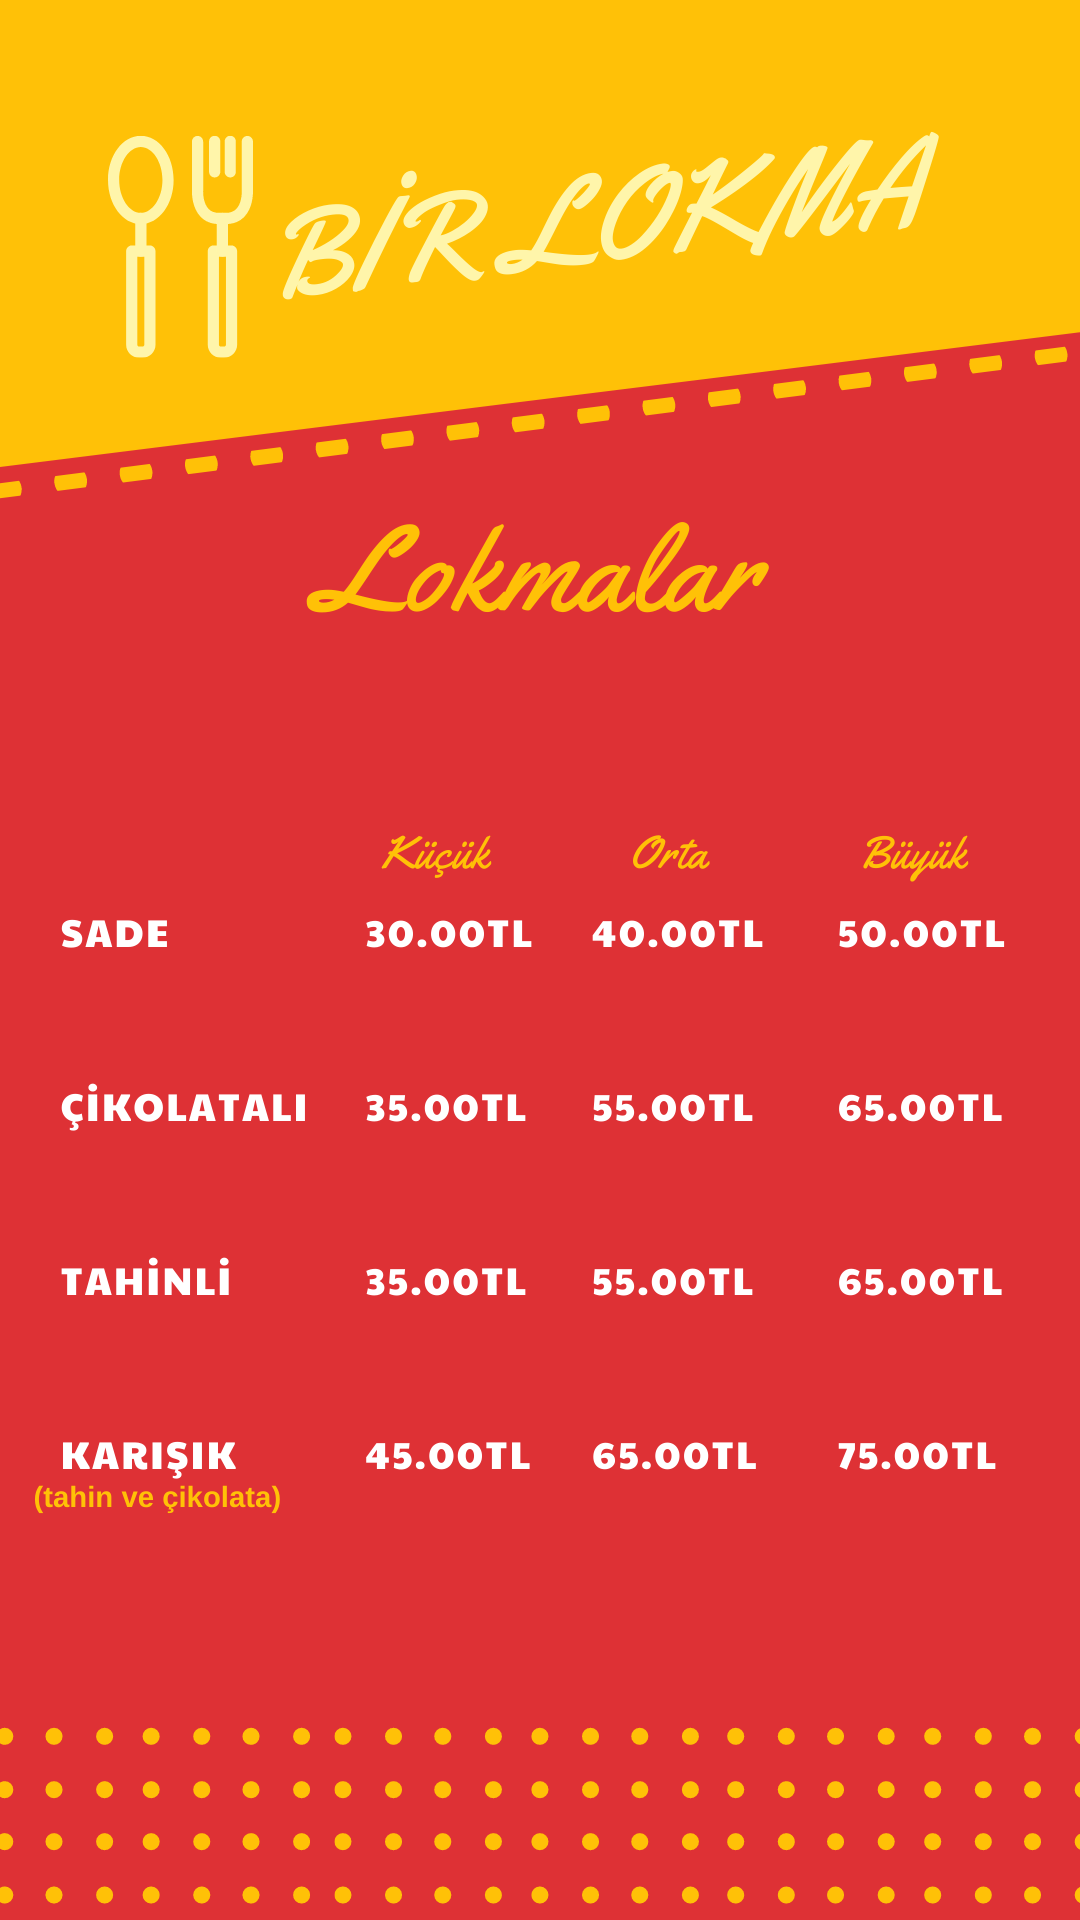 BİR LOKMA
Lokmalar
Küçük Orta Büyük
SADE 30.00TL 40.00TL 50.00TL
ÇİKOLATALI 35.00TL 55.00TL 65.00TL
TAHİNLİ 35.00TL 55.00TL 65.00TL
KARIŞIK 45.00TL 65.00TL 75.00TL
(tahin ve çikolata)